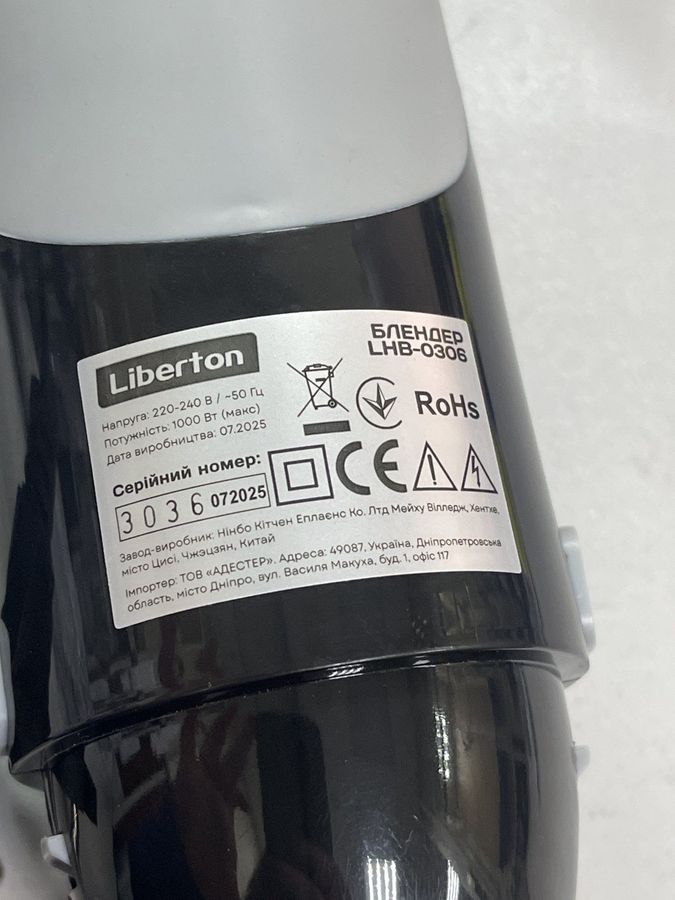 Liberton
БЛЕНДЕР
LHB-0306
Напруга: 220-240 В / ~50 Гц
Потужність: 1000 Вт (макс)
Дата виробництва: 07.2025
RoHs
Серійний номер:
3036 072025
CE
Завод-виробник: Нінбо Кітчен Епплаєнс Ко. Лтд Мейху Вілледж, Хентхе,
місто Цисі, Чжэцзян, Китай
Імпортер: ТОВ «АДЕСТЕР». Адреса: 49087, Україна, Дніпропетровська
область, місто Дніпро, вул. Василя Макуха, буд. 1, офіс 117